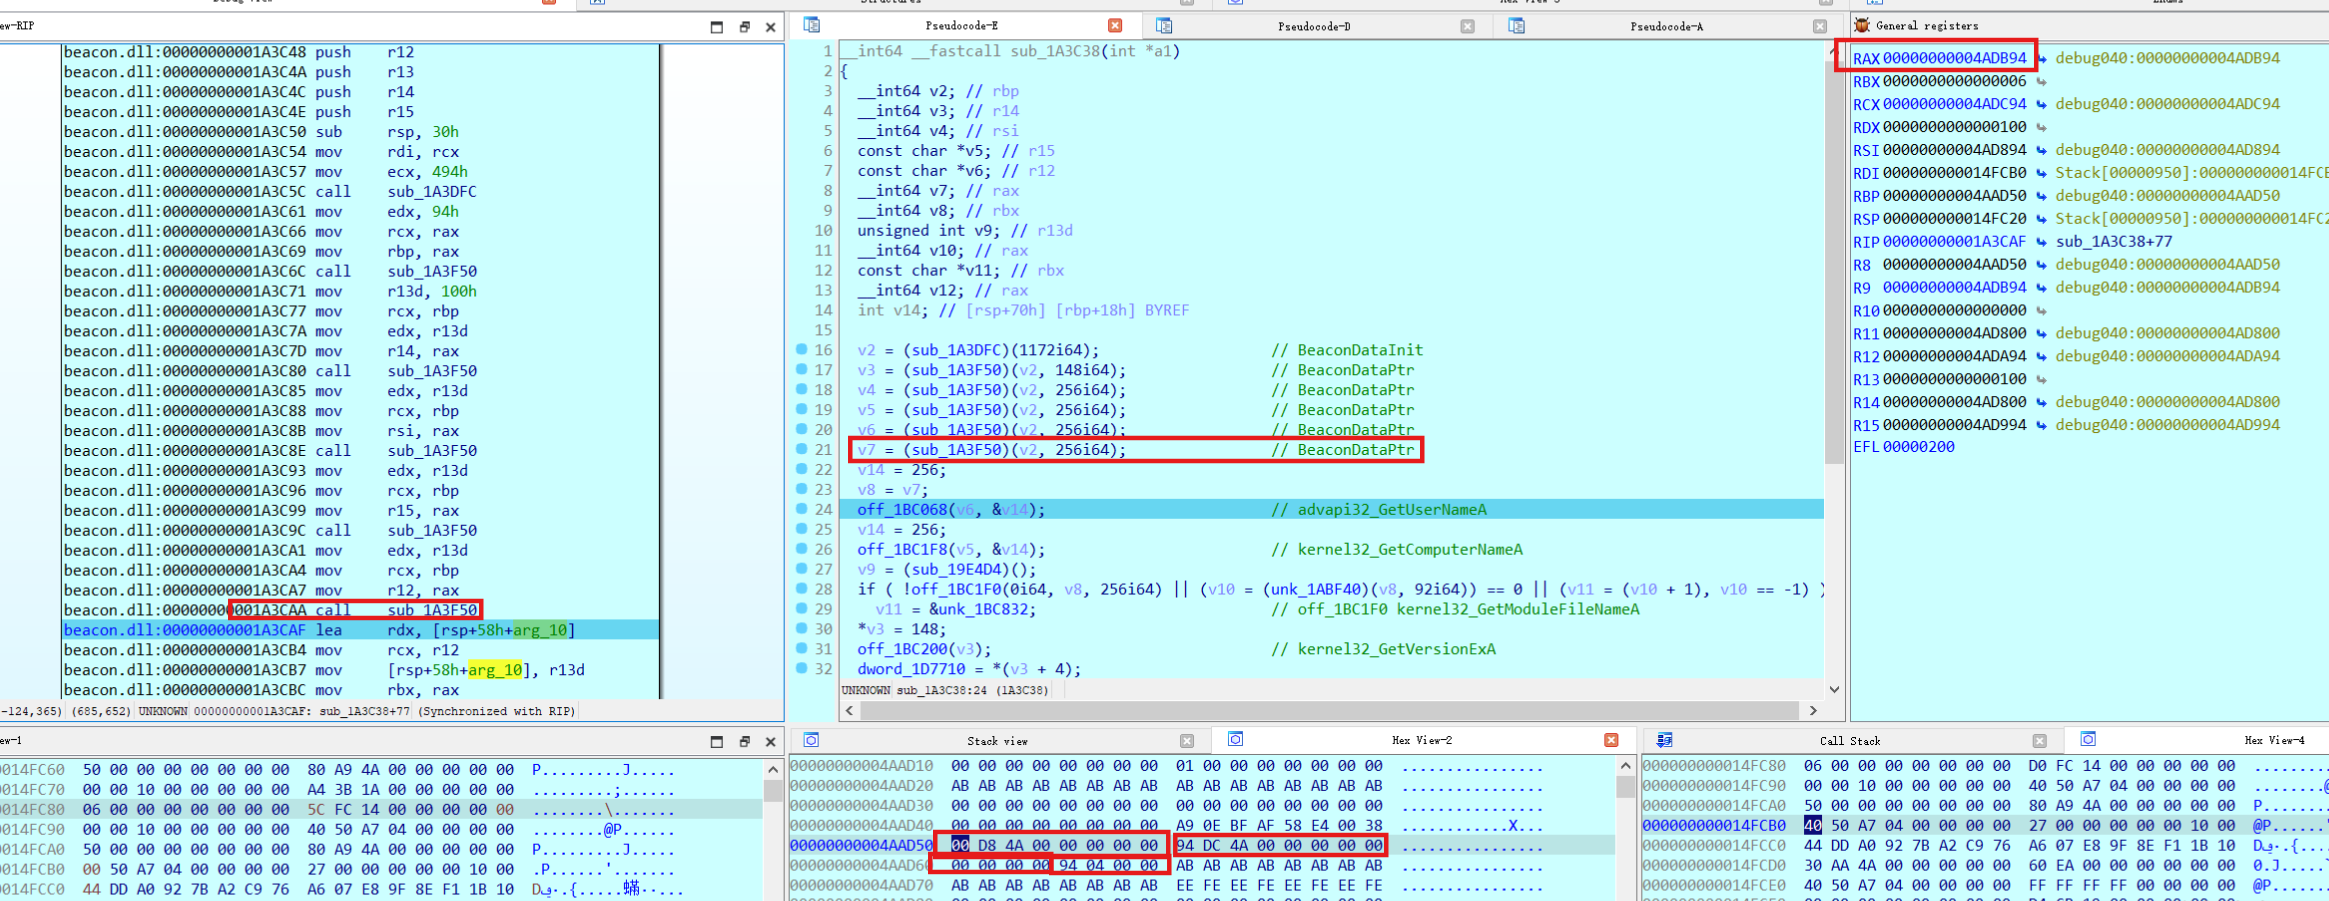 Structures
Enums
ew-RIP
beacon.dll:00000000001A3C48 push r12
beacon.dll:00000000001A3C4A push r13
beacon.dll:00000000001A3C4C push r14
beacon.dll:00000000001A3C4E push r15
beacon.dll:00000000001A3C50 sub rsp, 30h
beacon.dll:00000000001A3C54 mov rdi, rcx
beacon.dll:00000000001A3C57 mov ecx, 494h
beacon.dll:00000000001A3C5C call sub_1A3DFC
beacon.dll:00000000001A3C61 mov edx, 94h
beacon.dll:00000000001A3C66 mov rcx, rax
beacon.dll:00000000001A3C69 mov rbp, rax
beacon.dll:00000000001A3C6C call sub_1A3F50
beacon.dll:00000000001A3C71 mov r13d, 100h
beacon.dll:00000000001A3C77 mov rcx, rbp
beacon.dll:00000000001A3C7A mov edx, r13d
beacon.dll:00000000001A3C7D mov r14, rax
beacon.dll:00000000001A3C80 call sub_1A3F50
beacon.dll:00000000001A3C85 mov edx, r13d
beacon.dll:00000000001A3C88 mov rcx, rbp
beacon.dll:00000000001A3C8B mov rsi, rax
beacon.dll:00000000001A3C8E call sub_1A3F50
beacon.dll:00000000001A3C93 mov edx, r13d
beacon.dll:00000000001A3C96 mov rcx, rbp
beacon.dll:00000000001A3C99 mov r15, rax
beacon.dll:00000000001A3C9C call sub_1A3F50
beacon.dll:00000000001A3CA1 mov edx, r13d
beacon.dll:00000000001A3CA4 mov rcx, rbp
beacon.dll:00000000001A3CA7 mov r12, rax
beacon.dll:00000000001A3CAA call sub_1A3F50
beacon.dll:00000000001A3CAF lea rdx, [rsp+58h+arg_10]
beacon.dll:00000000001A3CB4 mov rcx, r12
beacon.dll:00000000001A3CB7 mov [rsp+58h+arg_10], r13d
beacon.dll:00000000001A3CBC mov rbx, rax
-124,365) (685,652) UNKNOWN 00000000001A3CAF: sub_1A3C38+77 (Synchronized with RIP)
Pseudocode-E
Pseudocode-D
Pseudocode-A
1 __int64 __fastcall sub_1A3C38(int *a1)
2 {
3 __int64 v2; // rbp
4 __int64 v3; // r14
5 __int64 v4; // rsi
6 const char *v5; // r15
7 const char *v6; // r12
8 __int64 v7; // rax
9 __int64 v8; // rbx
10 unsigned int v9; // r13d
11 __int64 v10; // rax
12 const char *v11; // rbx
13 __int64 v12; // rax
14 int v14; // [rsp+70h] [rbp+18h] BYREF
15
16 v2 = (sub_1A3DFC)(1172i64); // BeaconDataInit
17 v3 = (sub_1A3F50)(v2, 148i64); // BeaconDataPtr
18 v4 = (sub_1A3F50)(v2, 256i64); // BeaconDataPtr
19 v5 = (sub_1A3F50)(v2, 256i64); // BeaconDataPtr
20 v6 = (sub_1A3F50)(v2, 256i64); // BeaconDataPtr
21 v7 = (sub_1A3F50)(v2, 256i64); // BeaconDataPtr
22 v14 = 256;
23 v8 = v7;
24 off_1BC068(v6, &v14); // advapi32_GetUserNameA
25 v14 = 256;
26 off_1BC1F8(v5, &v14); // kernel32_GetComputerNameA
27 v9 = (sub_19E4D4)();
28 if ( !off_1BC1F0(0i64, v8, 256i64) || (v10 = (unk_1ABF40)(v8, 92i64)) == 0 || (v11 = (v10 + 1), v10 == -1) )
29 v11 = &unk_1BC832; // off_1BC1F0 kernel32_GetModuleFileNameA
30 *v3 = 148;
31 off_1BC200(v3); // kernel32_GetVersionExA
32 dword_1D7710 = *(v3 + 4);
UNKNOWN sub_1A3C38:24 (1A3C38)
General registers
RAX 00000000004ADB94 debug040:00000000004ADB94
RBX 0000000000000006
RCX 00000000004ADC94 debug040:00000000004ADC94
RDX 0000000000000100
RSI 00000000004AD894 debug040:00000000004AD894
RDI 000000000014FCB0 Stack[00000950]:000000000014FCB
RBP 00000000004AAD50 debug040:00000000004AAD50
RSP 000000000014FC20 Stack[00000950]:000000000014FC2
RIP 00000000001A3CAF sub_1A3C38+77
R8 00000000004AAD50 debug040:00000000004AAD50
R9 00000000004ADB94 debug040:00000000004ADB94
R10 0000000000000000
R11 00000000004AD800 debug040:00000000004AD800
R12 00000000004ADA94 debug040:00000000004ADA94
R13 0000000000000100
R14 00000000004AD800 debug040:00000000004AD800
R15 00000000004AD994 debug040:00000000004AD994
EFL 00000200
ew-1
0014FC60 50 00 00 00 00 00 00 00 80 A9 4A 00 00 00 00 00 P.........J.....
0014FC70 00 00 10 00 00 00 00 00 A4 3B 1A 00 00 00 00 00 .........;......
0014FC80 06 00 00 00 00 00 00 00 5C FC 14 00 00 00 00 00 ........\.......
0014FC90 00 00 10 00 00 00 00 00 40 50 A7 04 00 00 00 00 ........@P......
0014FCA0 50 00 00 00 00 00 00 00 80 A9 4A 00 00 00 00 00 P.........J.....
0014FCB0 00 50 A7 04 00 00 00 00 27 00 00 00 00 00 10 00 .P......'.......
0014FCC0 44 DD A0 92 7B A2 C9 76 A6 07 E8 9F 8E F1 1B 10
Stack view
Hex View-2
00000000004AAD10 00 00 00 00 00 00 00 00 01 00 00 00 00 00 00 00 ................
00000000004AAD20 AB AB AB AB AB AB AB AB AB AB AB AB AB AB AB AB ................
00000000004AAD30 00 00 00 00 00 00 00 00 00 00 00 00 00 00 00 00 ................
00000000004AAD40 00 00 00 00 00 00 00 00 A9 0E BF AF 58 E4 00 38 ............X...
00000000004AAD50 00 D8 4A 00 00 00 00 00 94 DC 4A 00 00 00 00 00 ................
00000000004AAD60 00 00 00 00 94 04 00 00 AB AB AB AB AB AB AB AB ................
00000000004AAD70 AB AB AB AB AB AB AB AB EE FE EE FE EE FE EE FE ................
Call Stack
Hex View-4
000000000014FC80 06 00 00 00 00 00 00 00 D0 FC 14 00 00 00 00 00
000000000014FC90 00 00 10 00 00 00 00 00 40 50 A7 04 00 00 00 00
000000000014FCA0 50 00 00 00 00 00 00 00 80 A9 4A 00 00 00 00 00 P.......
000000000014FCB0 40 50 A7 04 00 00 00 00 27 00 00 00 00 00 10 00 @P......'
000000000014FCC0 44 DD A0 92 7B A2 C9 76 A6 07 E8 9F 8E F1 1B 10
000000000014FCD0 30 AA 4A 00 00 00 00 00 60 EA 00 00 00 00 00 00 0.J.....
000000000014FCE0 40 50 A7 04 00 00 00 00 FF FF FF FF 00 00 00 00 @P......